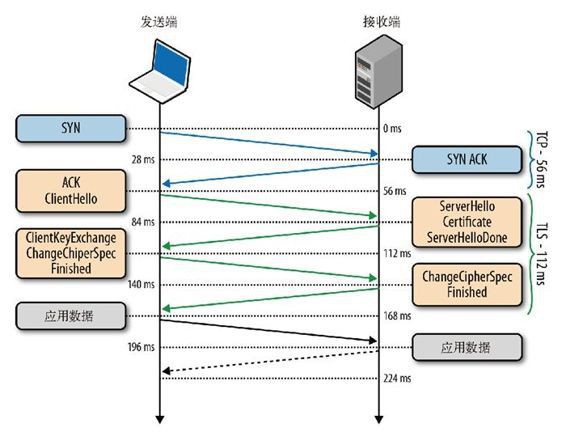 发送端
接收端
SYN
0 ms
28 ms
SYN ACK
TCP - 56 ms
ACK
ClientHello
56 ms
84 ms
ServerHello
Certificate
ServerHelloDone
TLS - 112 ms
ClientKeyExchange
ChangeChiperSpec
Finished
112 ms
140 ms
ChangeCipherSpec
Finished
应用数据
168 ms
196 ms
应用数据
224 ms